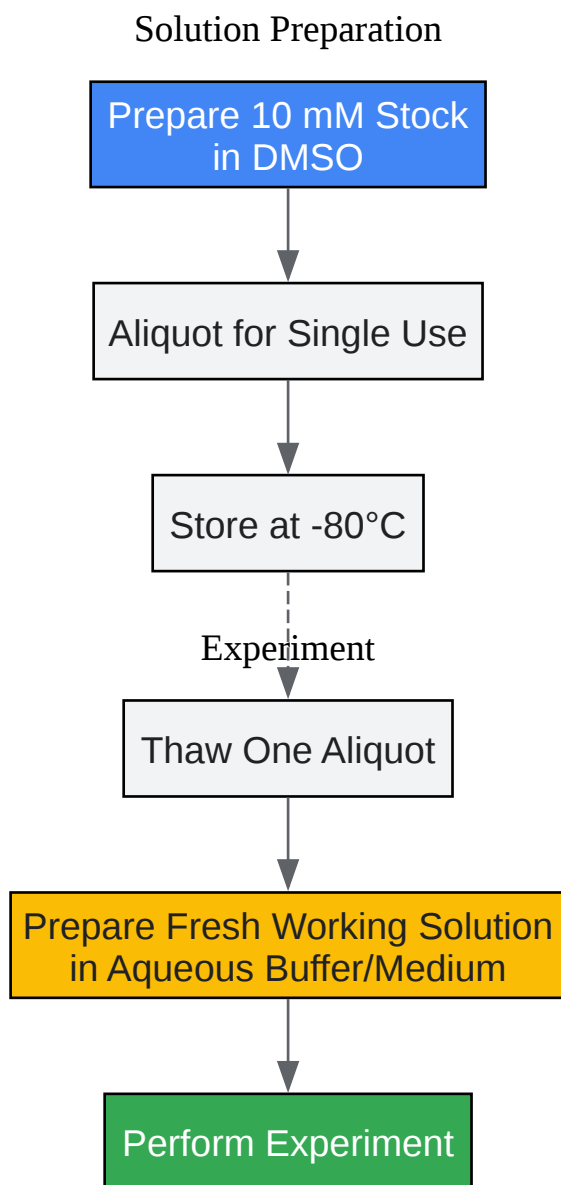 Solution Preparation
Prepare 10 mM Stock
in DMSO
Aliquot for Single Use
Store at -80°C
Experiment
Thaw One Aliquot
Prepare Fresh Working Solution
in Aqueous Buffer/Medium
Perform Experiment